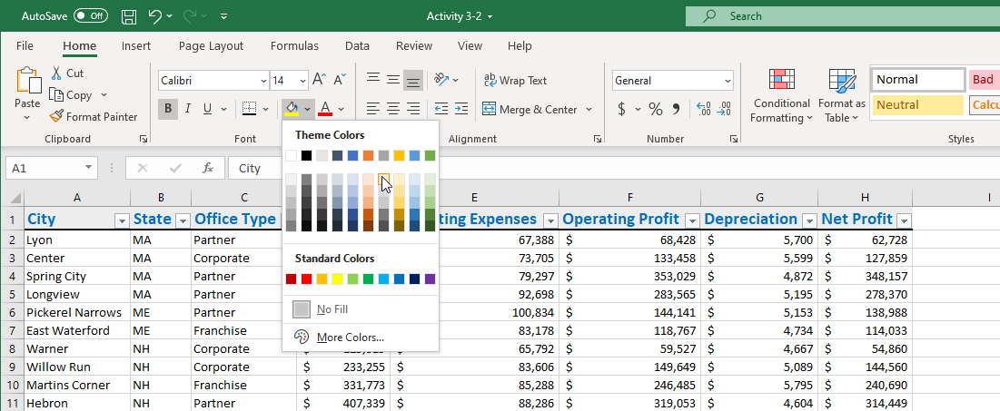 AutoSave Off Activity 3-2 Search
File Home Insert Page Layout Formulas Data Review View Help
Paste Cut Calibri 14 A A ab Wrap Text General Conditional Formatting Format as Table Normal Bad
Copy B I U A Merge & Center $ % , .00 Neutral
Format Painter
Clipboard Font Alignment Number Styles
Theme Colors
Standard Colors
No Fill
More Colors...
A1 fx City
A B C E F G H I
1 City State Office Type ting Expenses Operating Profit Depreciation Net Profit
2 Lyon MA Partner 67,388 $ 68,428 $ 5,700 $ 62,728
3 Center MA Corporate 73,705 $ 133,458 $ 5,599 $ 127,859
4 Spring City MA Partner 79,297 $ 353,029 $ 4,872 $ 348,157
5 Longview MA Partner 92,698 $ 283,565 $ 5,195 $ 278,370
6 Pickerel Narrows ME Partner 100,834 $ 144,141 $ 5,153 $ 138,988
7 East Waterford ME Franchise 83,178 $ 118,767 $ 4,734 $ 114,033
8 Warner NH Corporate 65,792 $ 59,527 $ 4,667 $ 54,860
9 Willow Run NH Corporate $ 233,255 $ 83,606 $ 149,649 $ 5,089 $ 144,560
10 Martins Corner NH Franchise $ 331,773 $ 85,288 $ 246,485 $ 5,795 $ 240,690
11 Hebron NH Partner $ 407,339 $ 88,286 $ 319,053 $ 4,604 $ 314,449